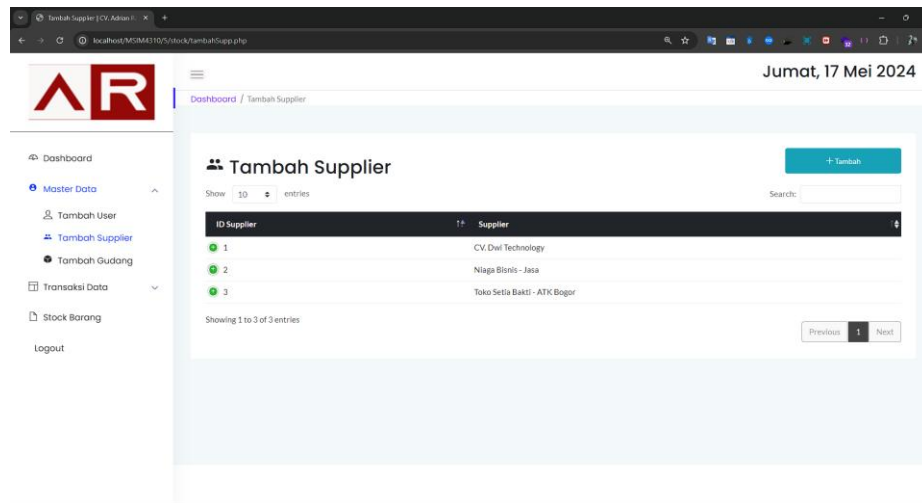 Tambah Supplier | CV. Adrian
localhost/MSIM4310/5/stock/tambahSupp.php
AR
Jumat, 17 Mei 2024
Dashboard / Tambah Supplier
Dashboard
Master Data
Tambah User
Tambah Supplier
Tambah Gudang
Transaksi Data
Stock Barang
Logout
Tambah Supplier
+ Tambah
Show 10 entries
Search:
ID Supplier Supplier
1 CV. Dwi Technology
2 Niaga Bisnis - Jasa
3 Toko Setia Bakti - ATK Bogor
Showing 1 to 3 of 3 entries
Previous 1 Next